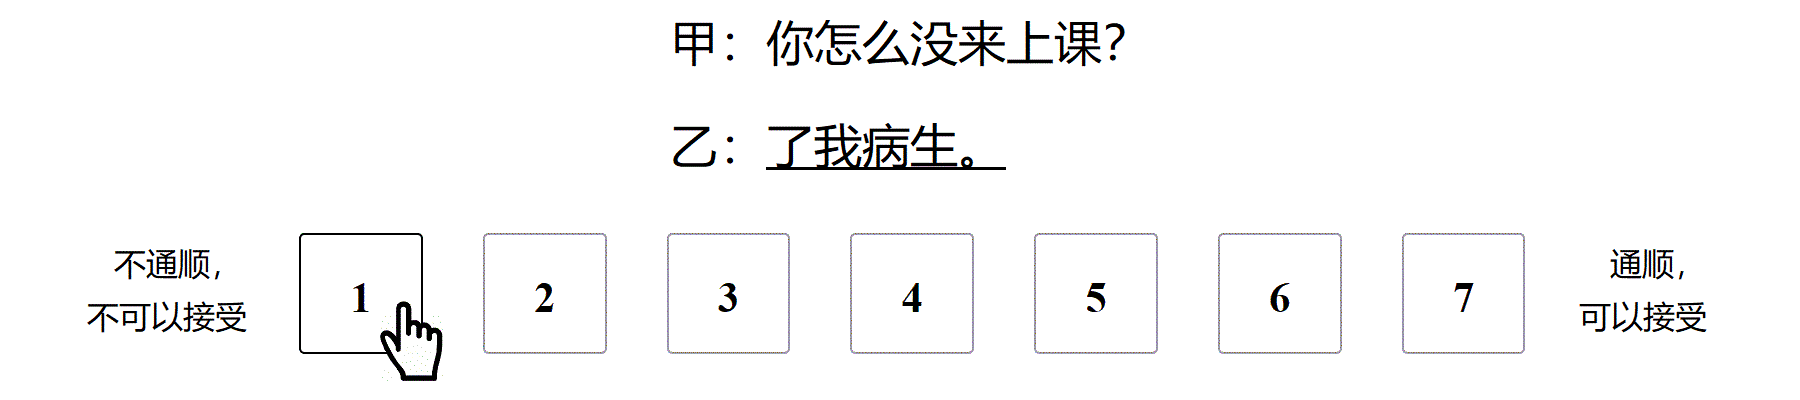 甲：你怎么没来上课？
乙：了我病生。
不通顺，
不可以接受
1 2 3 4 5 6 7
通顺，
可以接受